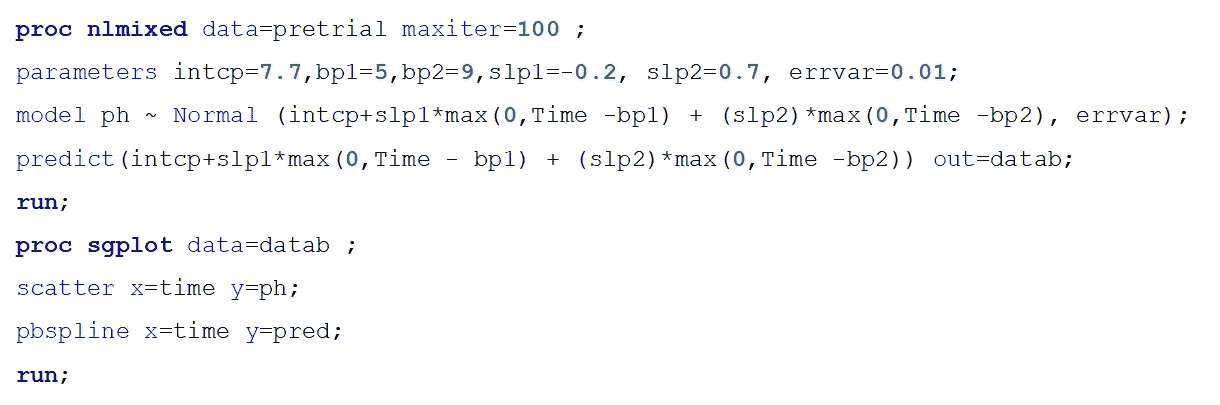 proc nlmixed data=pretrial maxiter=100 ;
parameters intcp=7.7,bp1=5,bp2=9,slp1=-0.2, slp2=0.7, errvar=0.01;
model ph ~ Normal (intcp+slp1*max(0,Time -bp1) + (slp2)*max(0,Time -bp2), errvar);
predict(intcp+slp1*max(0,Time - bp1) + (slp2)*max(0,Time -bp2)) out=datab;
run;
proc sgplot data=datab ;
scatter x=time y=ph;
pbspline x=time y=pred;
run;